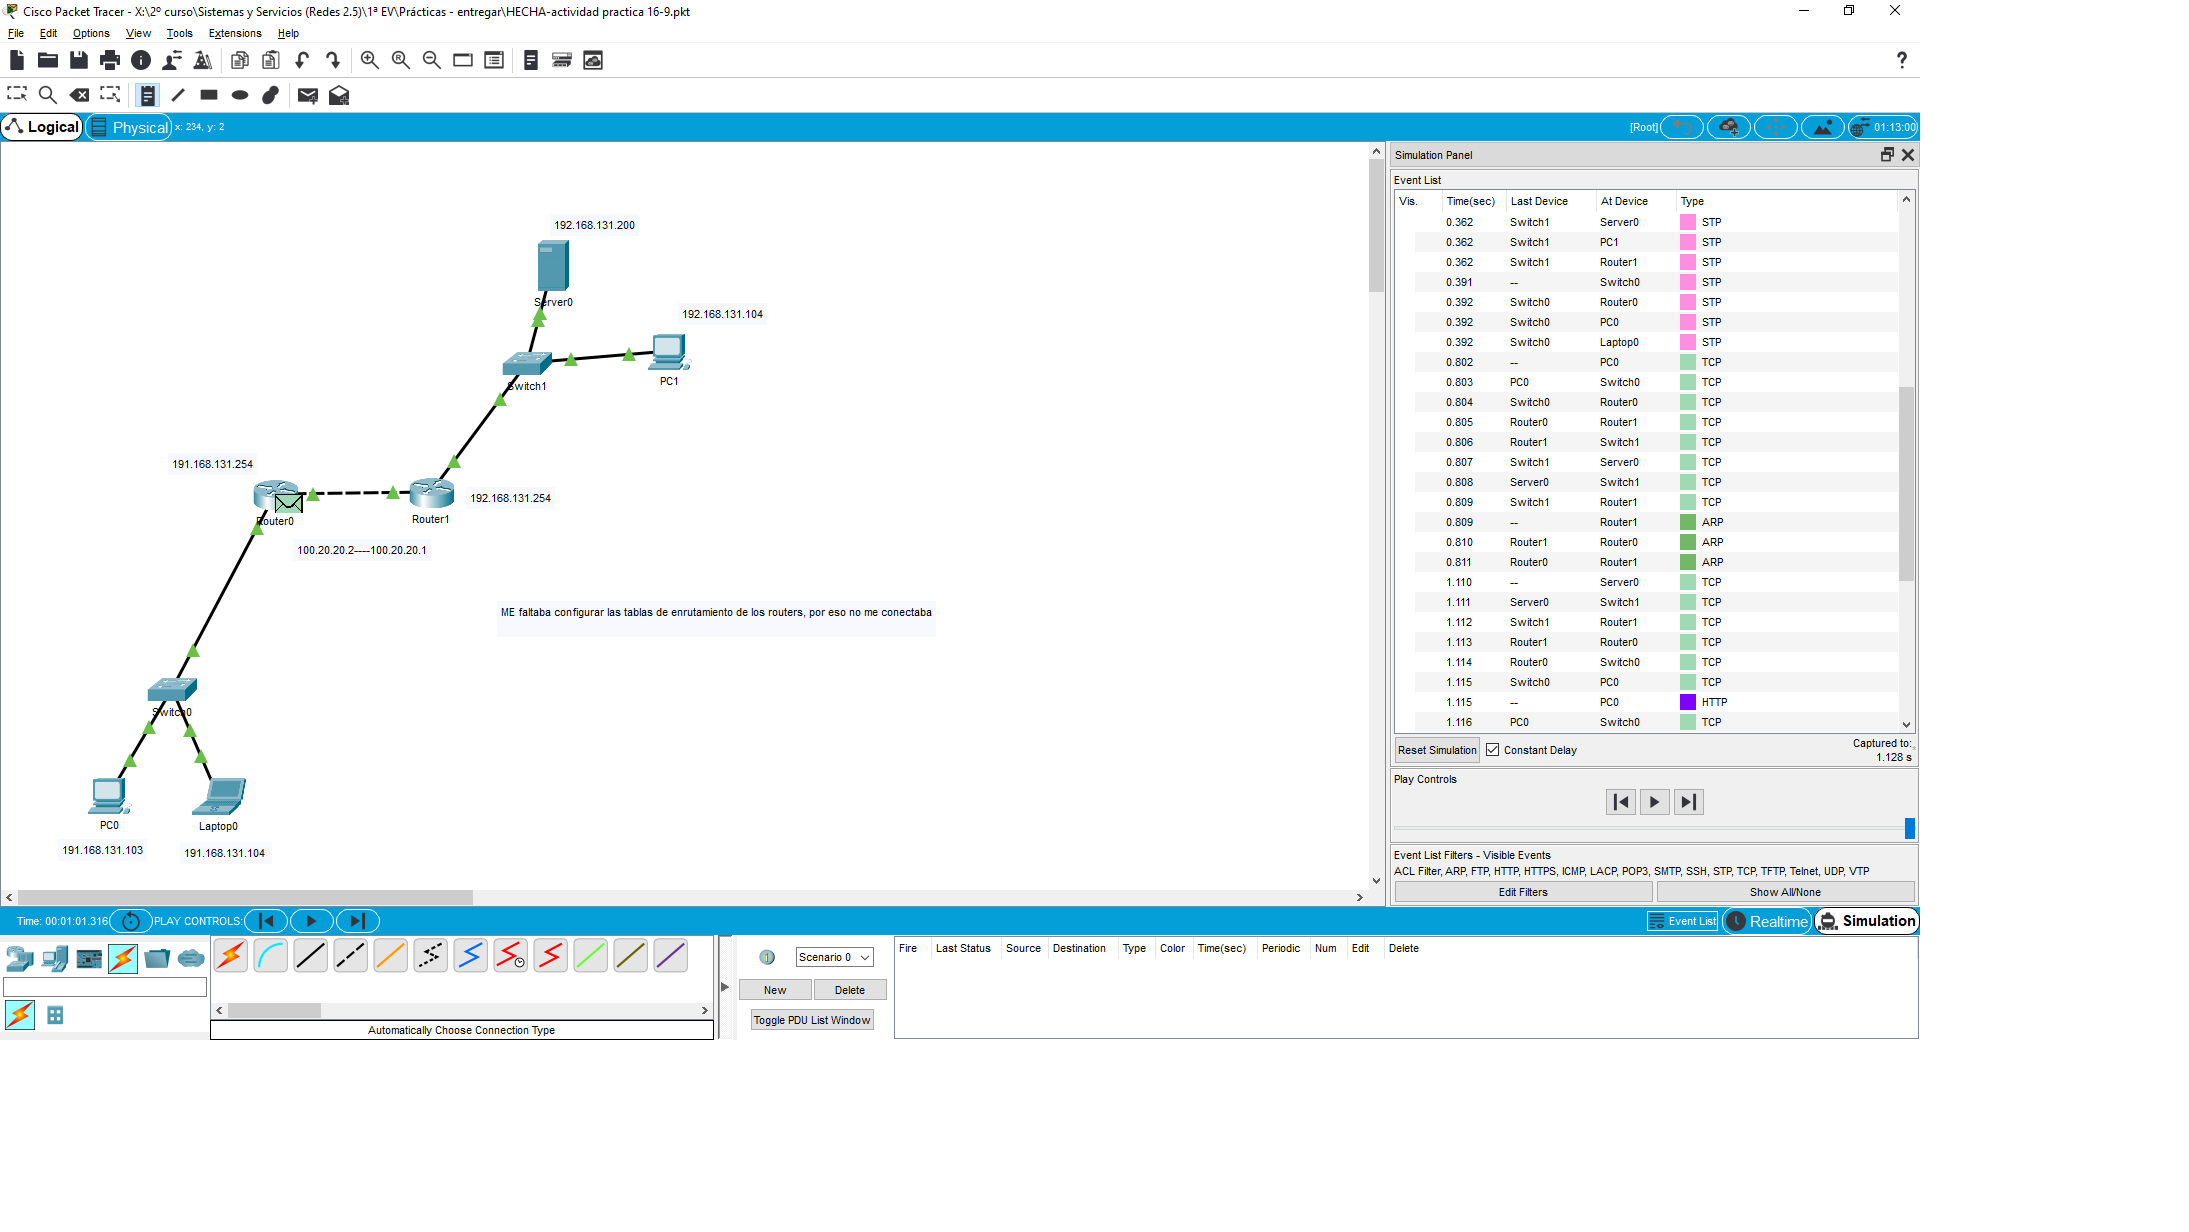 Cisco Packet Tracer - X:\2º curso\Sistemas y Servicios (Redes 2.5)\1ª EV\Prácticas - entregar\HECHA-actividad practica 16-9.pkt
File Edit Options View Tools Extensions Help
Logical Physical x: 234, y: 2 [Root] 01:13:00
192.168.131.200
Server0
192.168.131.104
PC1
Switch1
191.168.131.254
Router0
Router1
192.168.131.254
100.20.20.2----100.20.20.1
ME faltaba configurar las tablas de enrutamiento de los routers, por eso no me conectaba
Switch0
PC0
Laptop0
191.168.131.103
191.168.131.104
Simulation Panel
Event List
Vis. Time(sec) Last Device At Device Type
0.362 Switch1 Server0 STP
0.362 Switch1 PC1 STP
0.362 Switch1 Router1 STP
0.391 -- Switch0 STP
0.392 Switch0 Router0 STP
0.392 Switch0 PC0 STP
0.392 Switch0 Laptop0 STP
0.802 -- PC0 TCP
0.803 PC0 Switch0 TCP
0.804 Switch0 Router0 TCP
0.805 Router0 Router1 TCP
0.806 Router1 Switch1 TCP
0.807 Switch1 Server0 TCP
0.808 Server0 Switch1 TCP
0.809 Switch1 Router1 TCP
0.809 -- Router1 ARP
0.810 Router1 Router0 ARP
0.811 Router0 Router1 ARP
1.110 -- Server0 TCP
1.111 Server0 Switch1 TCP
1.112 Switch1 Router1 TCP
1.113 Router1 Router0 TCP
1.114 Router0 Switch0 TCP
1.115 Switch0 PC0 TCP
1.115 -- PC0 HTTP
1.116 PC0 Switch0 TCP
Reset Simulation Constant Delay Captured to:
1.128 s
Play Controls
Event List Filters - Visible Events
ACL Filter, ARP, FTP, HTTP, HTTPS, ICMP, LACP, POP3, SMTP, SSH, STP, TCP, TFTP, Telnet, UDP, VTP
Edit Filters Show All/None
Time: 00:01:01.316 PLAY CONTROLS: Event List Realtime Simulation
Scenario 0
New Delete
Toggle PDU List Window
Fire Last Status Source Destination Type Color Time(sec) Periodic Num Edit Delete
Automatically Choose Connection Type